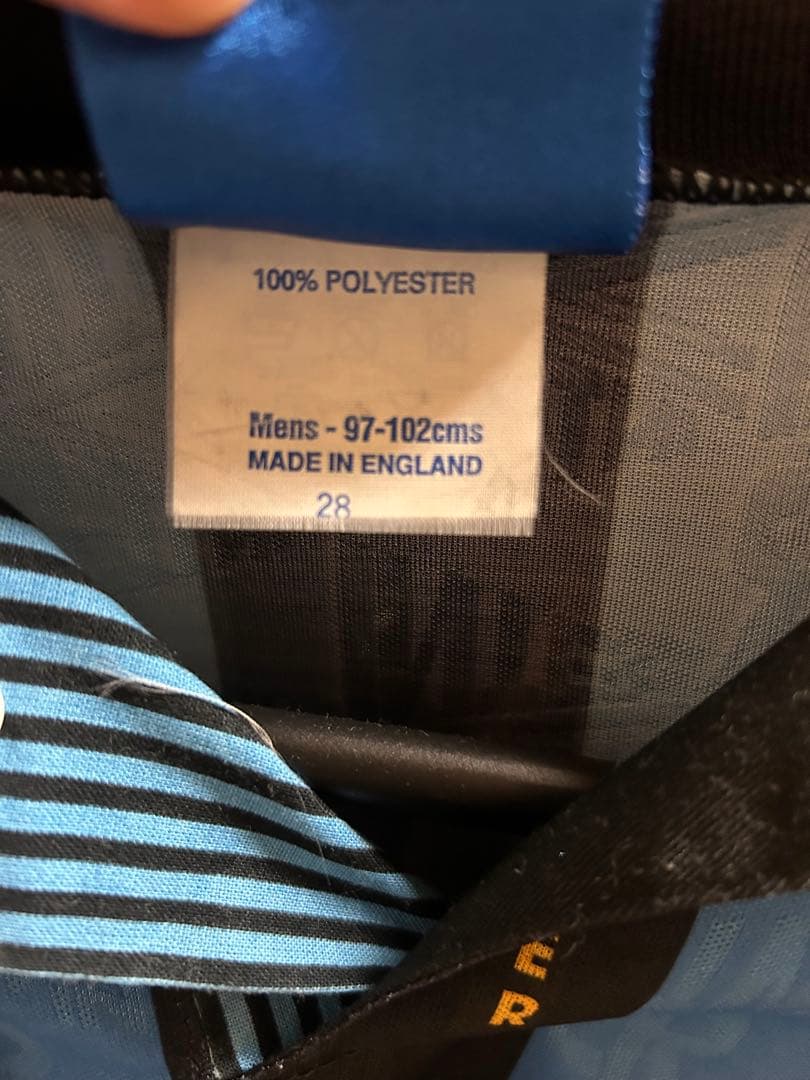 100% POLYESTER
Mens - 97-102cms
MADE IN ENGLAND
28
E
R